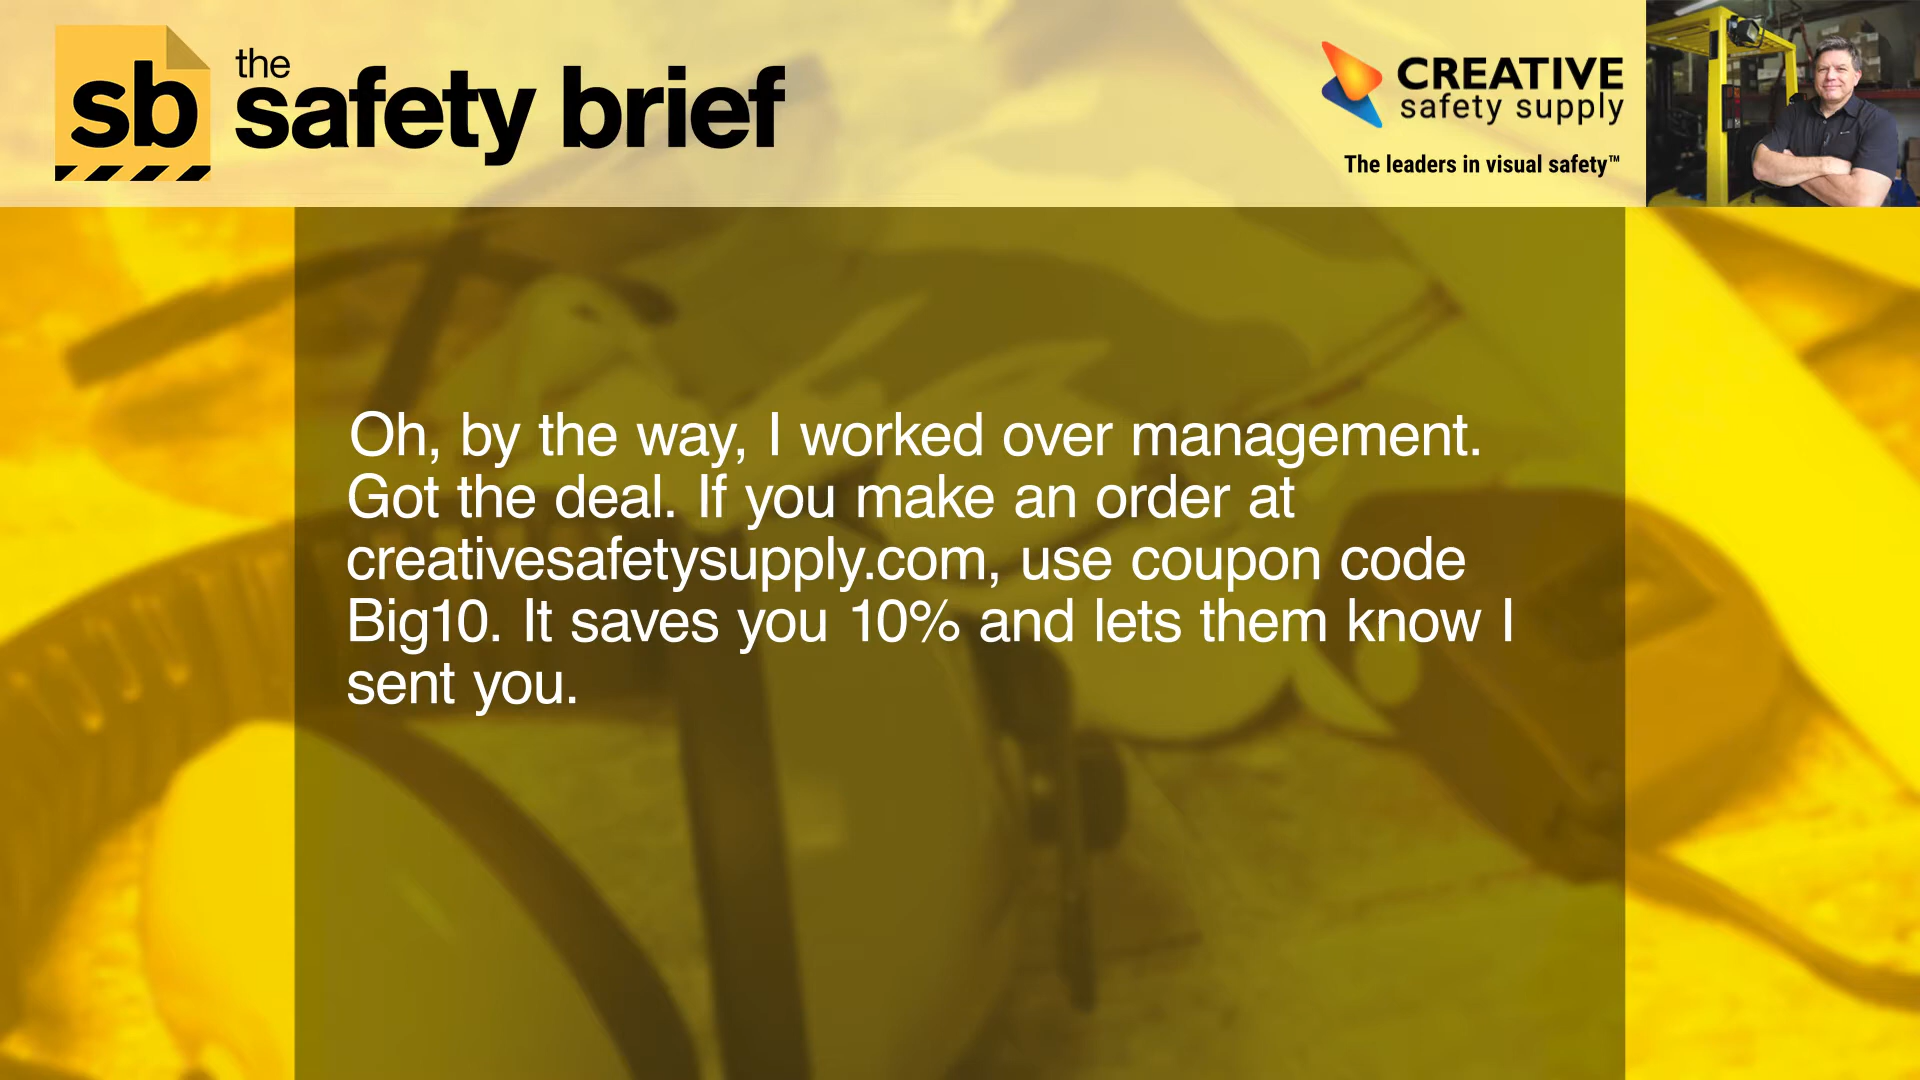 sb
the
safety brief
CREATIVE
safety supply
The leaders in visual safety™
Oh, by the way, I worked over management.
Got the deal. If you make an order at
creativesafetysupply.com, use coupon code
Big10. It saves you 10% and lets them know I
sent you.